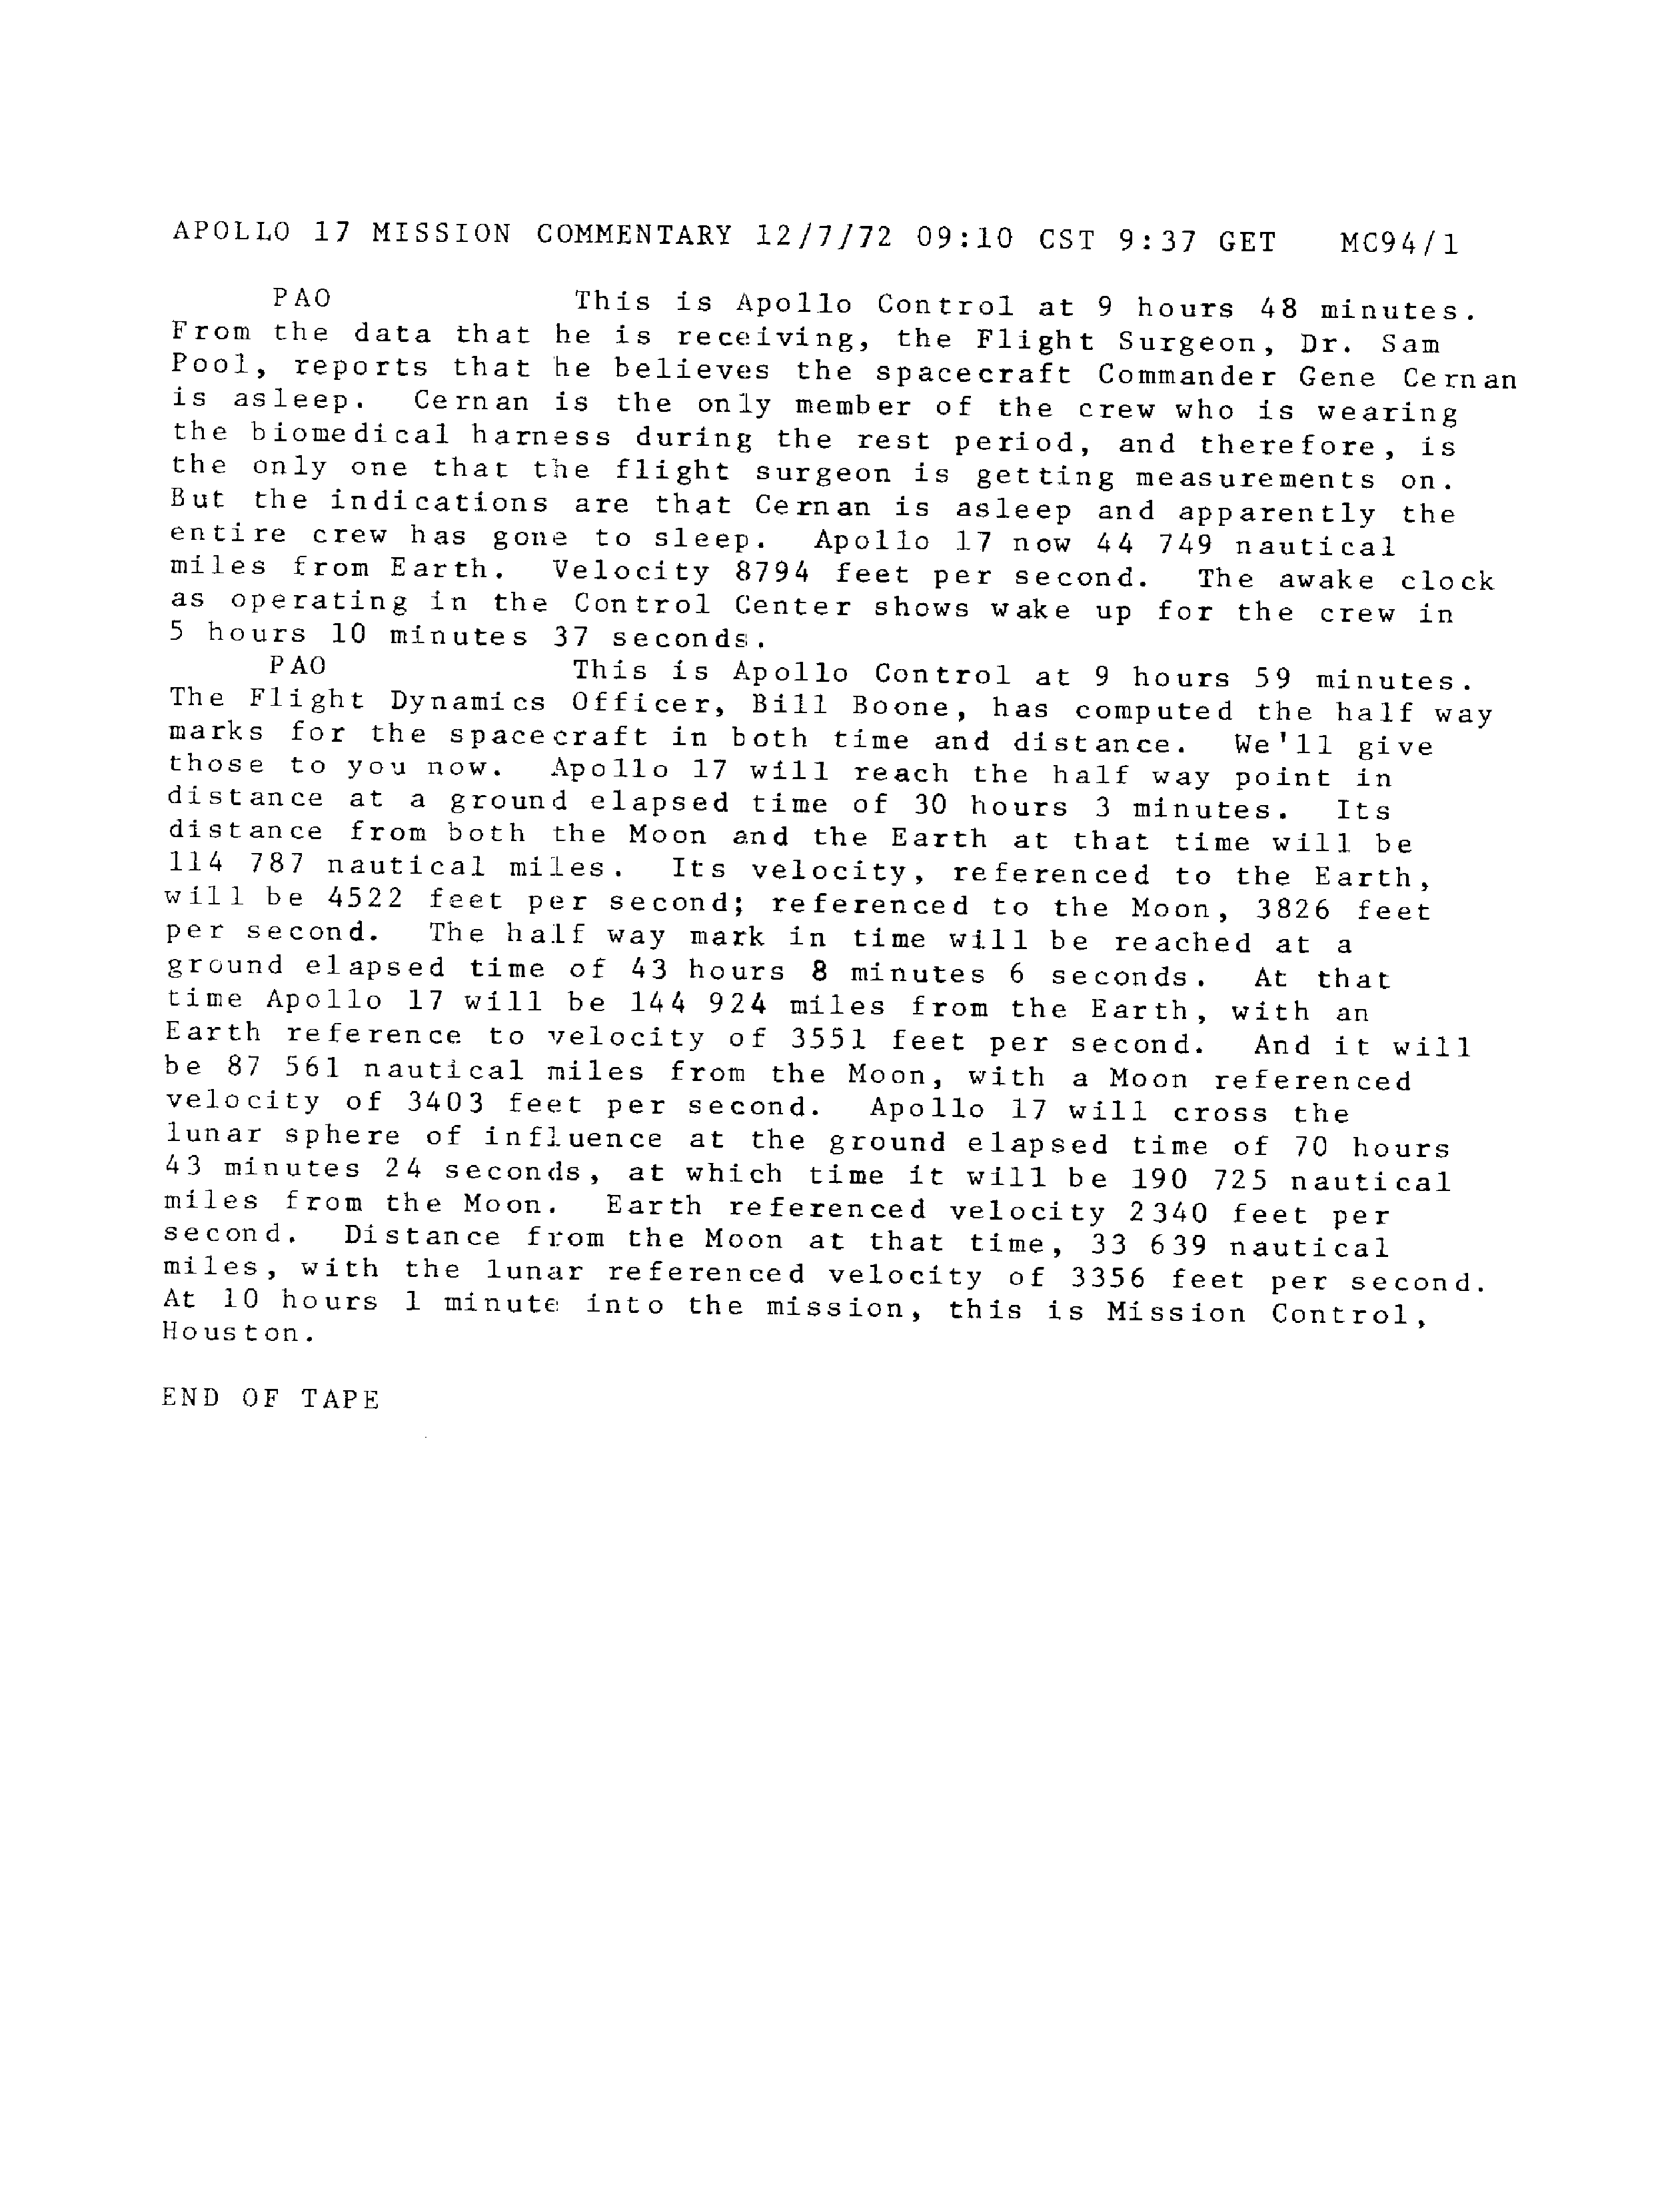 APOLLO 17 MISSION COMMENTARY 12/7/72 09:10 CST 9:37 GET MC94/1
PAO This is Apollo Control at 9 hours 48 minutes.
From the data that he is receiving, the Flight Surgeon, Dr. Sam
Pool, reports that he believes the spacecraft Commander Gene Cernan
is asleep. Cernan is the only member of the crew who is wearing
the biomedical harness during the rest period, and therefore, is
the only one that the flight surgeon is getting measurements on.
But the indications are that Cernan is asleep and apparently the
entire crew has gone to sleep. Apollo 17 now 44 749 nautical
miles from Earth. Velocity 8794 feet per second. The awake clock
as operating in the Control Center shows wake up for the crew in
5 hours 10 minutes 37 seconds.
PAO This is Apollo Control at 9 hours 59 minutes.
The Flight Dynamics Officer, Bill Boone, has computed the half way
marks for the spacecraft in both time and distance. We'll give
those to you now. Apollo 17 will reach the half way point in
distance at a ground elapsed time of 30 hours 3 minutes. Its
distance from both the Moon and the Earth at that time will be
114 787 nautical miles. Its velocity, referenced to the Earth,
will be 4522 feet per second; referenced to the Moon, 3826 feet
per second. The half way mark in time will be reached at a
ground elapsed time of 43 hours 8 minutes 6 seconds. At that
time Apollo 17 will be 144 924 miles from the Earth, with an
Earth reference to velocity of 3551 feet per second. And it will
be 87 561 nautical miles from the Moon, with a Moon referenced
velocity of 3403 feet per second. Apollo 17 will cross the
lunar sphere of influence at the ground elapsed time of 70 hours
43 minutes 24 seconds, at which time it will be 190 725 nautical
miles from the Moon. Earth referenced velocity 2340 feet per
second. Distance from the Moon at that time, 33 639 nautical
miles, with the lunar referenced velocity of 3356 feet per second.
At 10 hours 1 minute into the mission, this is Mission Control,
Houston.
END OF TAPE